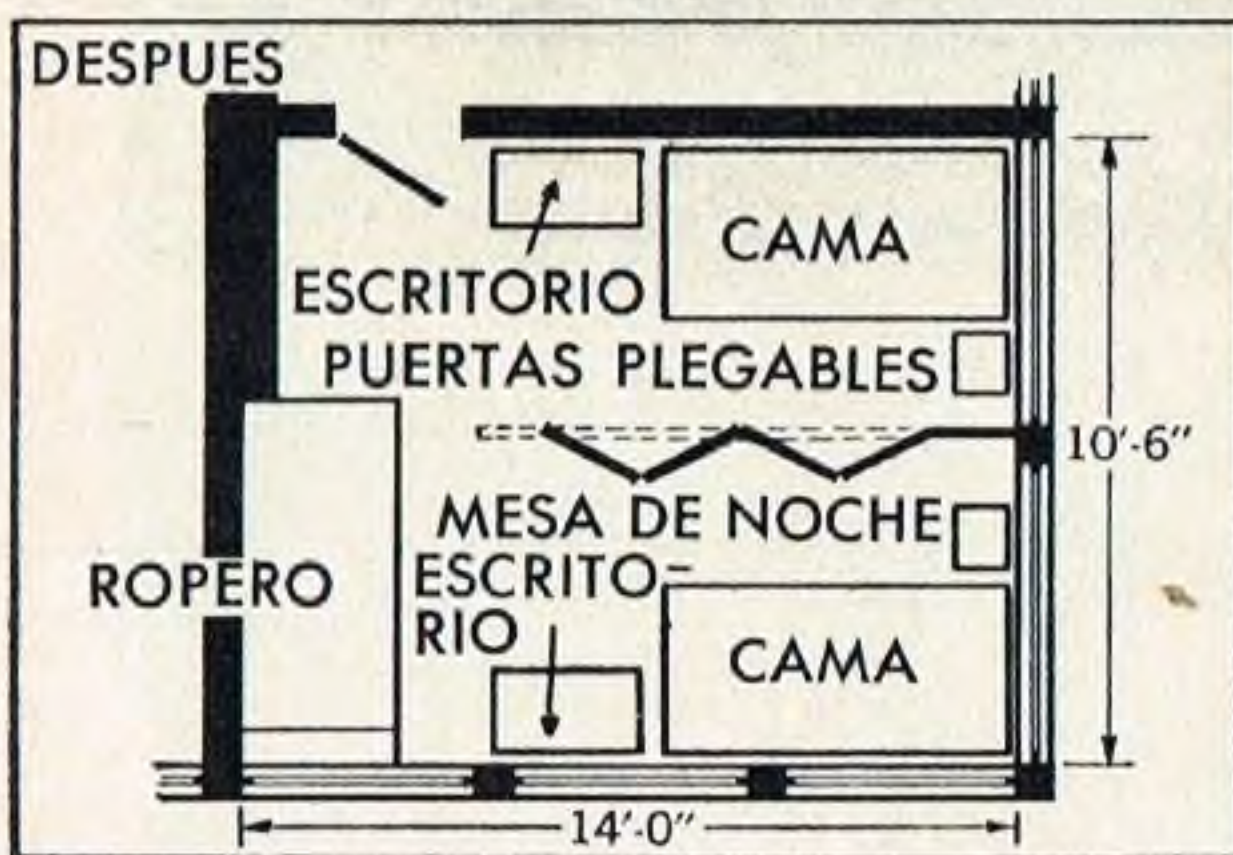 DESPUES
CAMA
ESCRITORIO
PUERTAS PLEGABLES
10'-6"
MESA DE NOCHE
ROPERO
ESCRITO-
RIO
CAMA
14'-0"